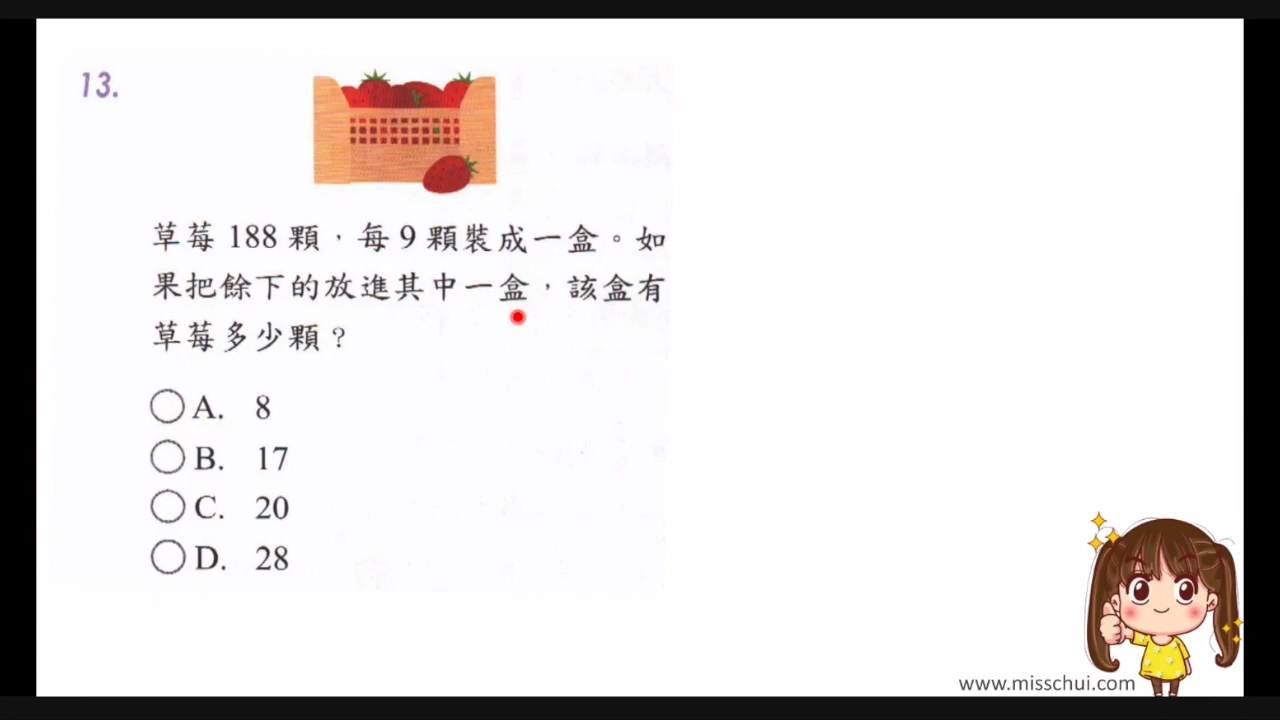 13.
草莓 188 顆，每 9 顆裝成一盒。如
果把餘下的放進其中一盒，該盒有
草莓多少顆？
A. 8
B. 17
C. 20
D. 28
www.misschui.com